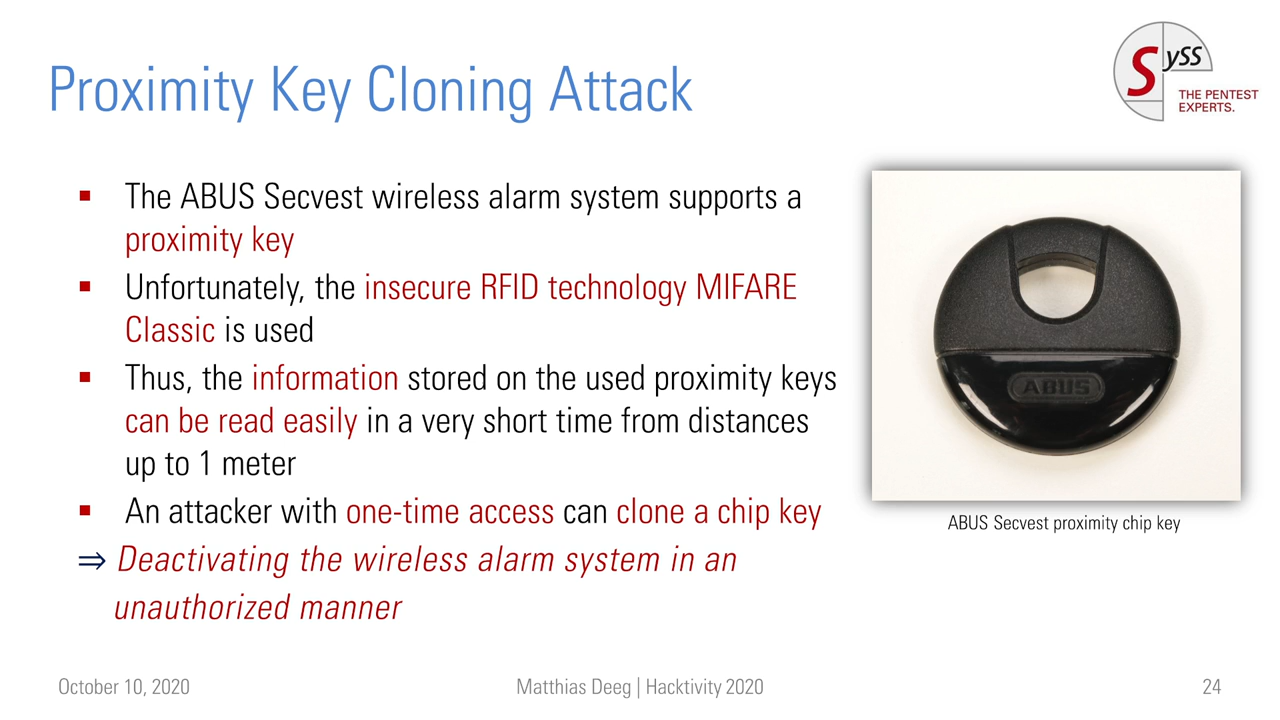 Proximity Key Cloning Attack
SySS
THE PENTEST
EXPERTS.
▪ The ABUS Secvest wireless alarm system supports a
proximity key
▪ Unfortunately, the insecure RFID technology MIFARE
Classic is used
▪ Thus, the information stored on the used proximity keys
can be read easily in a very short time from distances
up to 1 meter
▪ An attacker with one-time access can clone a chip key
⇒ Deactivating the wireless alarm system in an
unauthorized manner
ABUS
ABUS Secvest proximity chip key
October 10, 2020
Matthias Deeg | Hacktivity 2020
24